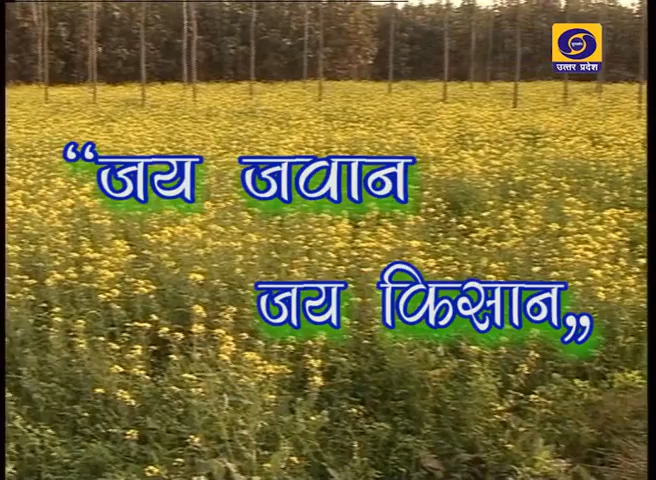 उत्तर प्रदेश
“जय जवान
जय किसान„